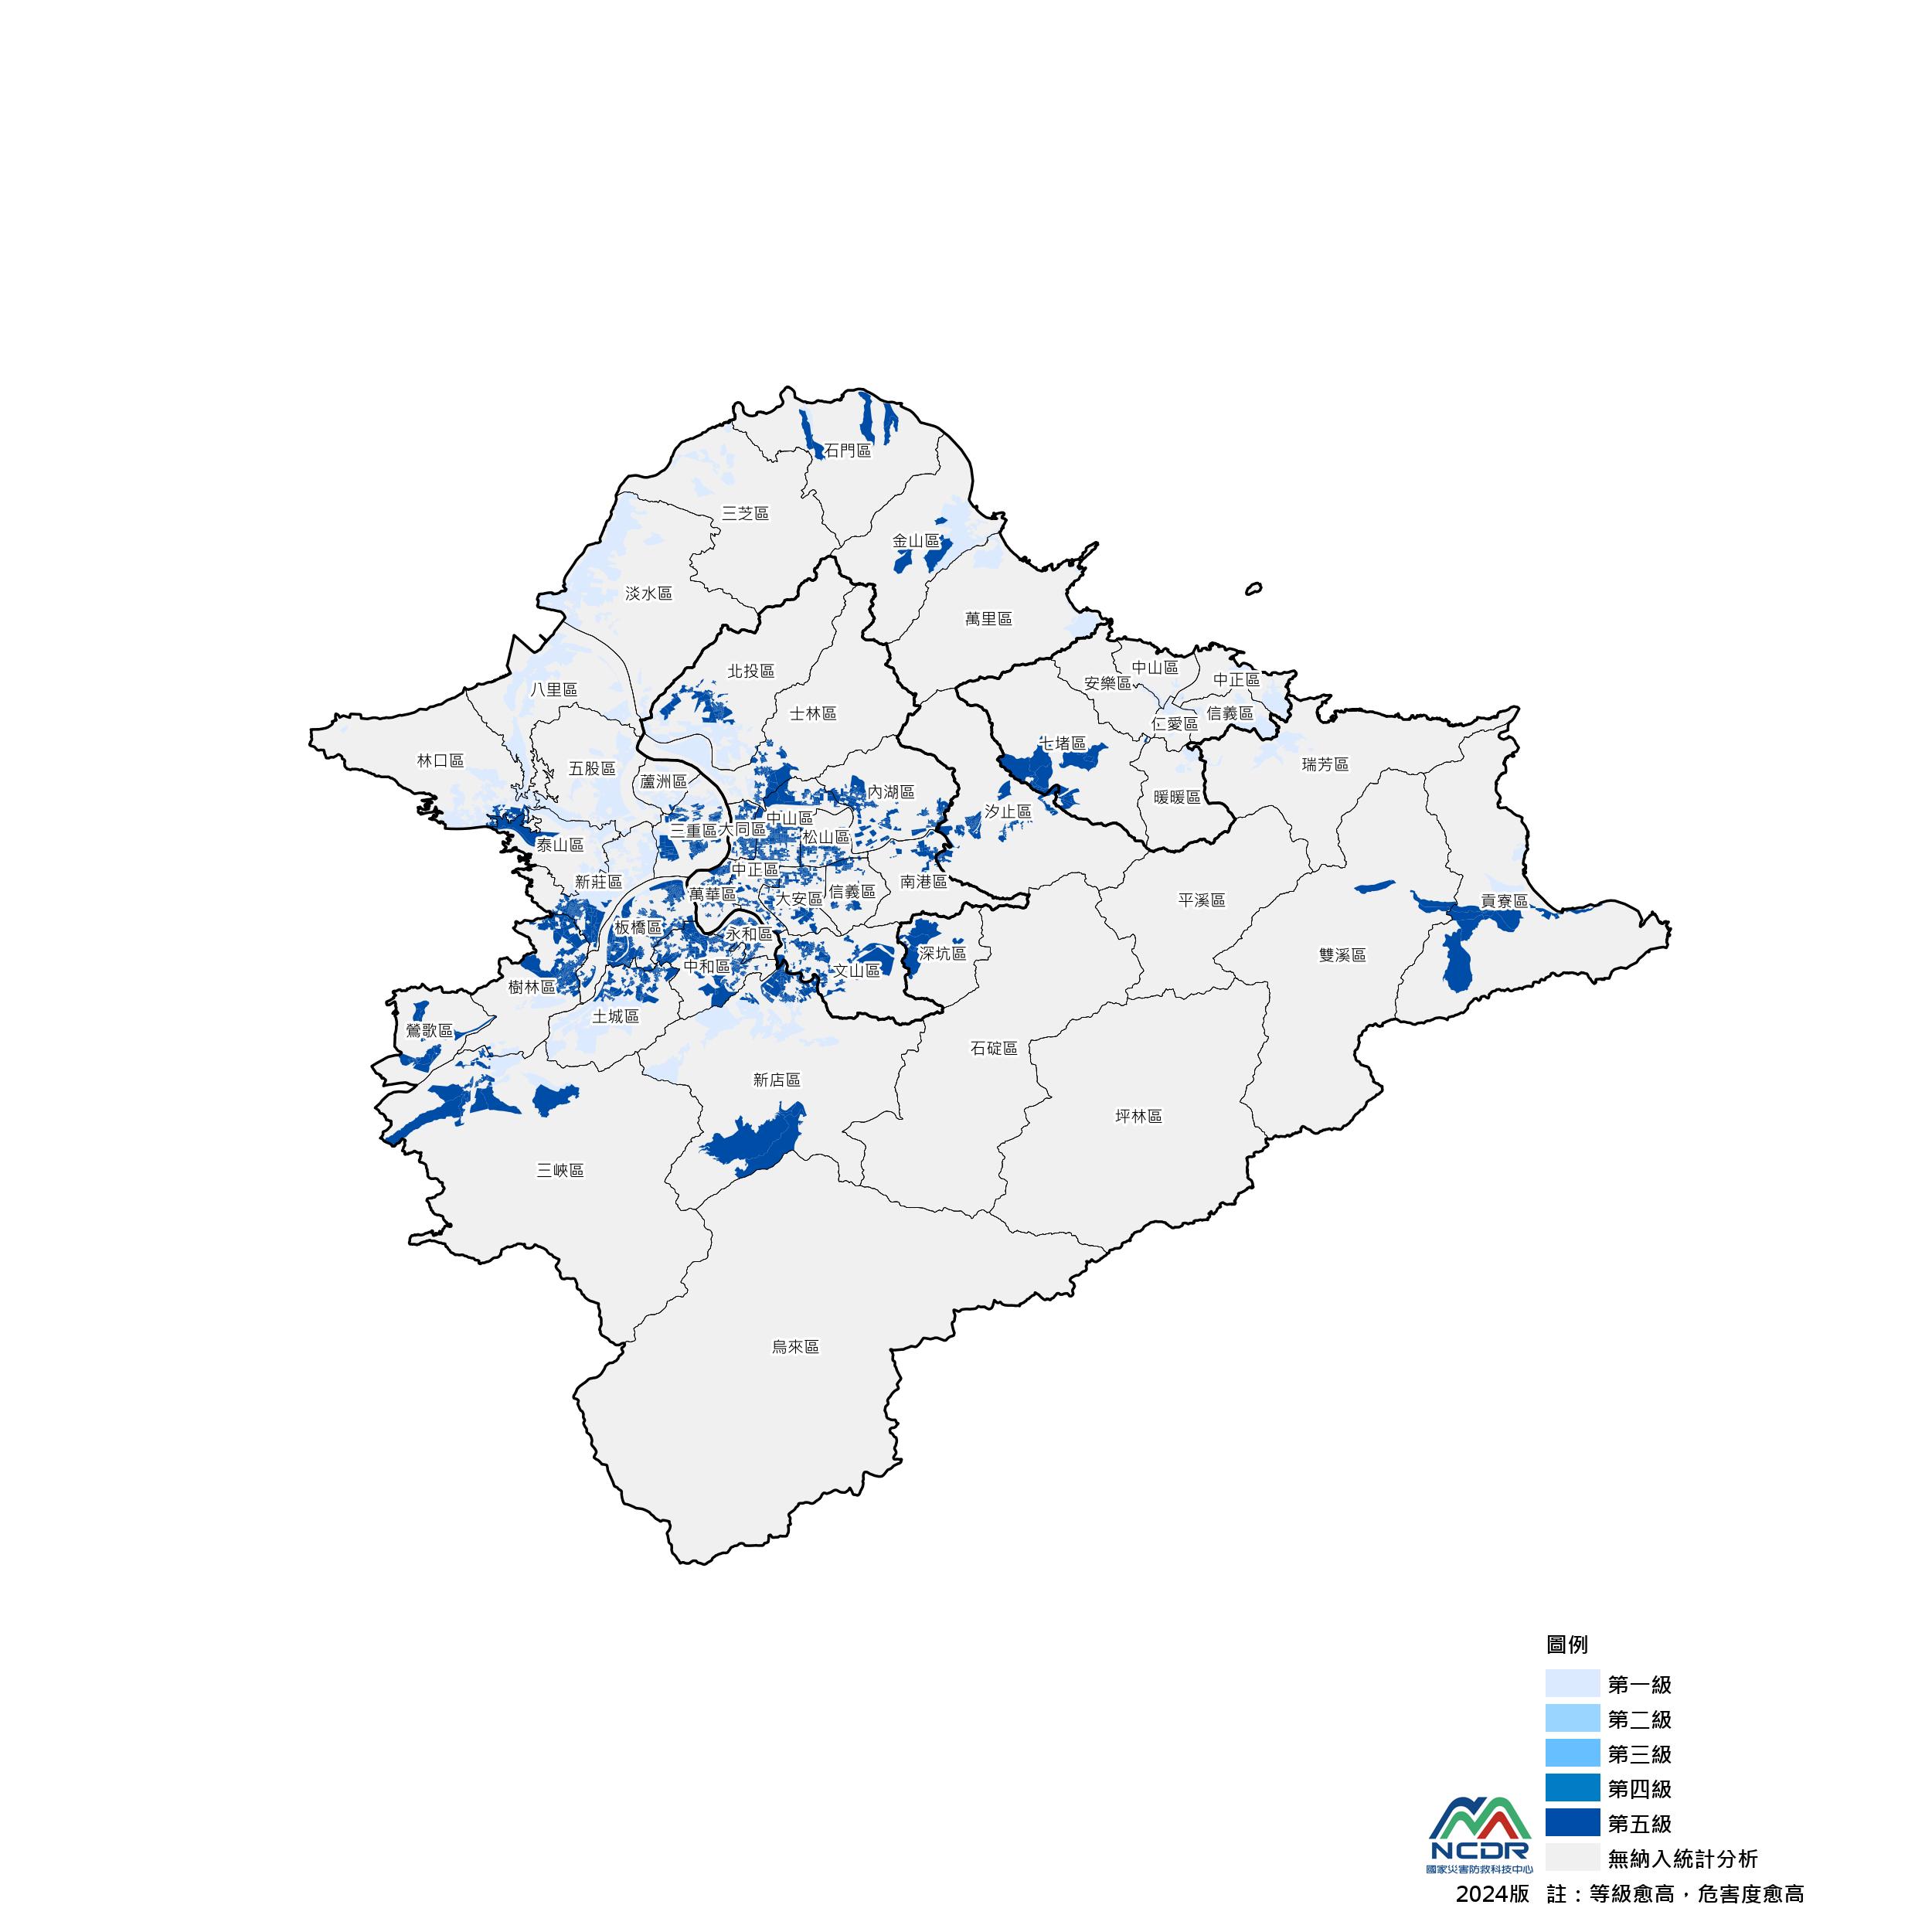 石門區
三芝區
金山區
淡水區
萬里區
北投區
中山區
中正區
安樂區
八里區
士林區
信義區
仁愛區
七堵區
林口區
五股區
瑞芳區
蘆洲區
內湖區
暖暖區
汐止區
中山區
三重區
大同區
松山區
泰山區
中正區
新莊區
南港區
萬華區
大安區
信義區
平溪區
貢寮區
板橋區
永和區
深坑區
雙溪區
中和區
文山區
樹林區
土城區
鶯歌區
石碇區
新店區
坪林區
三峽區
烏來區
圖例
第一級
第二級
第三級
第四級
第五級
無納入統計分析
NCDR
國家災害防救科技中心
2024版 註：等級愈高，危害度愈高